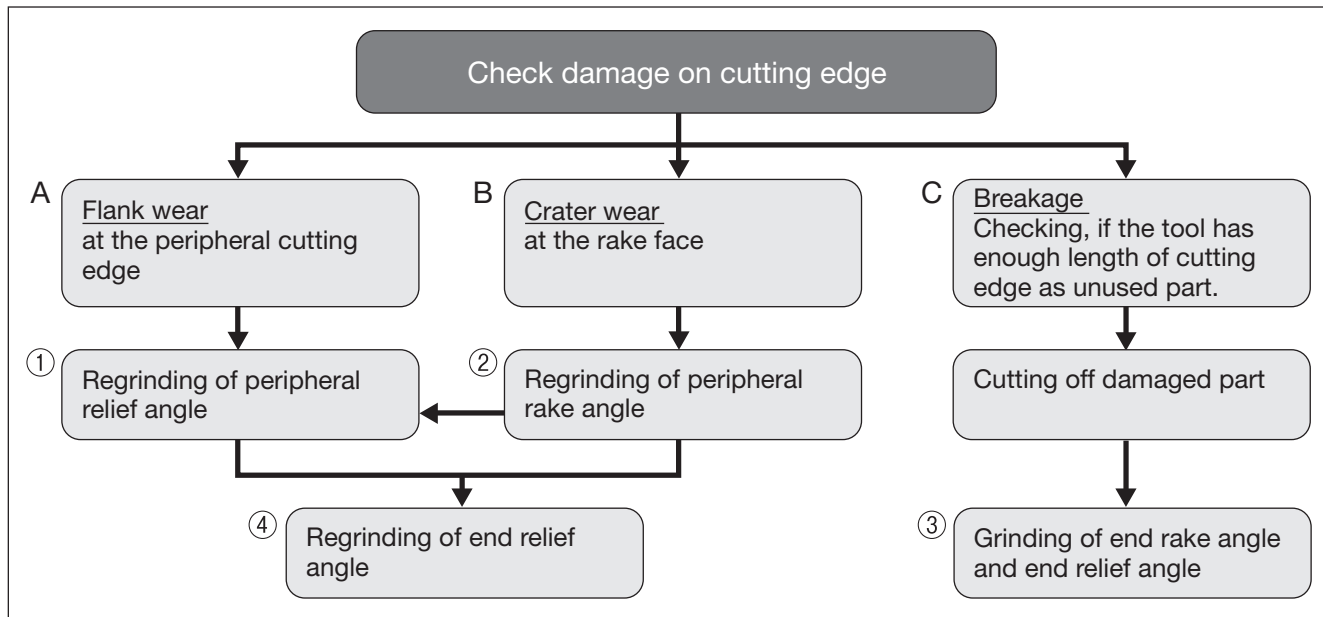 Check damage on cutting edge
A
Flank wear
at the peripheral cutting
edge
B
Crater wear
at the rake face
C
Breakage
Checking, if the tool has
enough length of cutting
edge as unused part.
①
Regrinding of peripheral
relief angle
②
Regrinding of peripheral
rake angle
Cutting off damaged part
④
Regrinding of end relief
angle
③
Grinding of end rake angle
and end relief angle